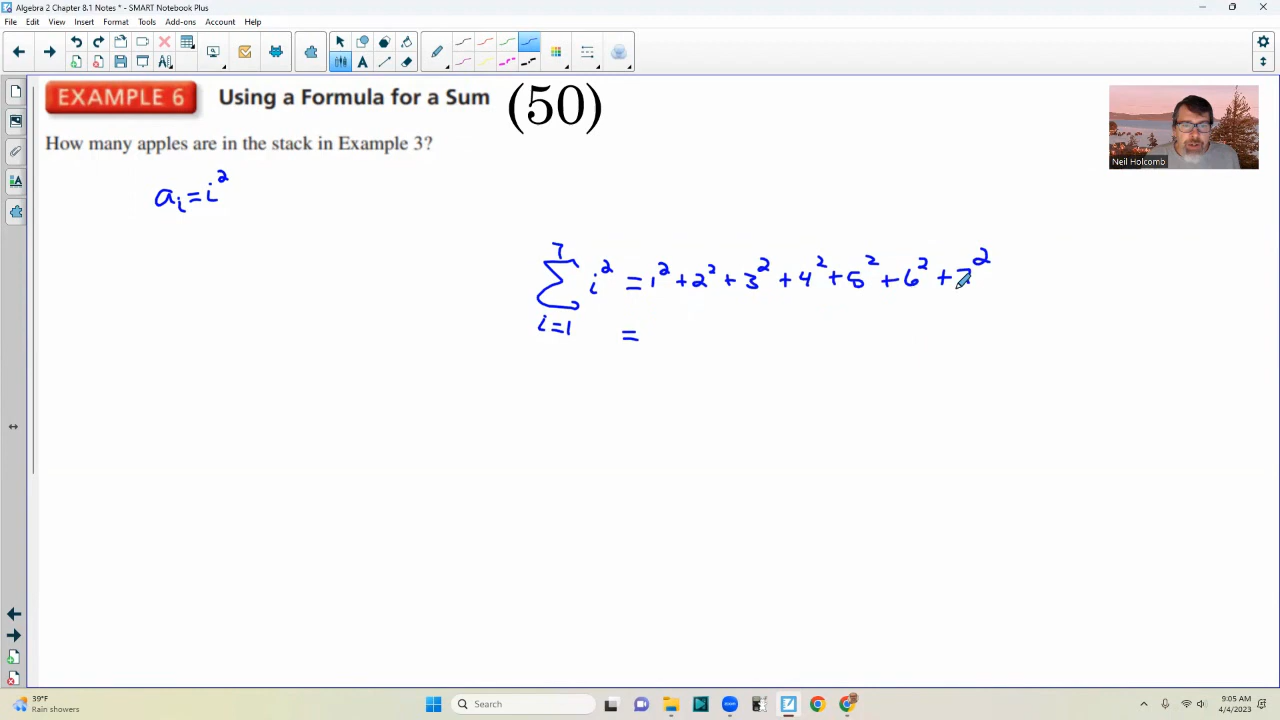 Algebra 2 Chapter 8.1 Notes * - SMART Notebook Plus
File Edit View Insert Format Tools Add-ons Account Help
EXAMPLE 6 Using a Formula for a Sum (50)
How many apples are in the stack in Example 3?
aᵢ = i²
7
∑ i² = 1² + 2² + 3² + 4² + 5² + 6² + 7²
i=1 =
Neil Holcomb
39°F
Rain showers
Search
9:05 AM
4/4/2023